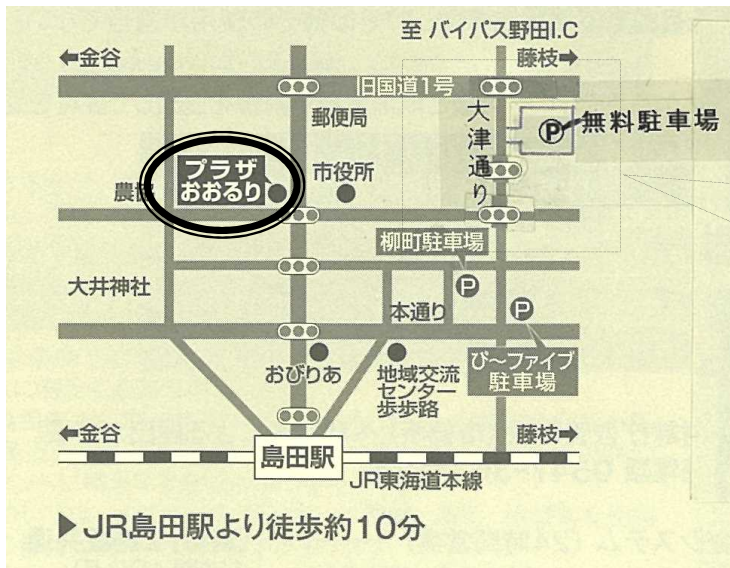 至 バイパス野田I.C
←金谷
藤枝→
旧国道1号
郵便局
大津通り
P 無料駐車場
プラザ
おおるり
市役所
柳町駐車場
P
大井神社
本通り
P
おびりあ
地域交流
センター
歩歩路
ぴ〜ファイブ
駐車場
←金谷
藤枝→
島田駅
JR東海道本線
▶JR島田駅より徒歩約10分